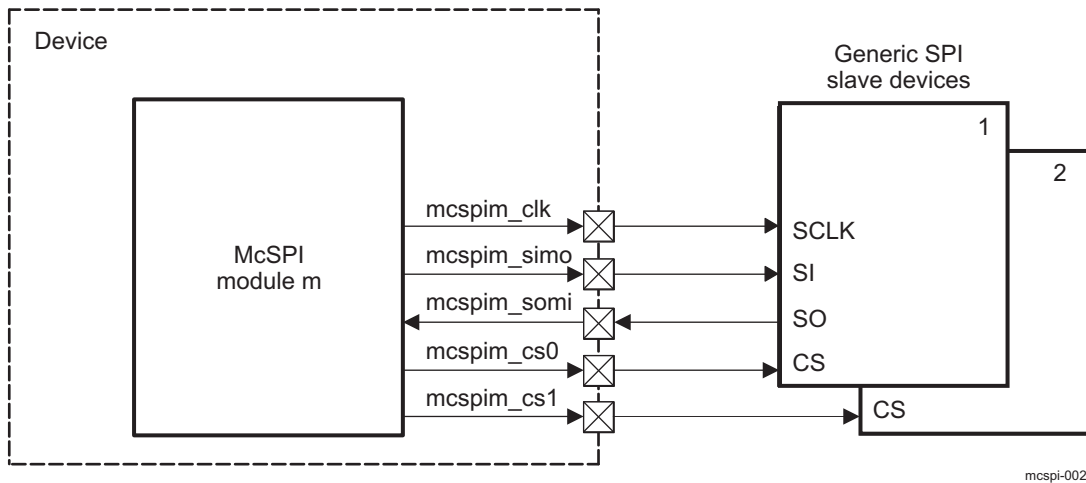 Device
Generic SPI
slave devices
1
2
McSPI
module m
mcspim_clk
mcspim_simo
mcspim_somi
mcspim_cs0
mcspim_cs1
SCLK
SI
SO
CS
CS
mcspi-002